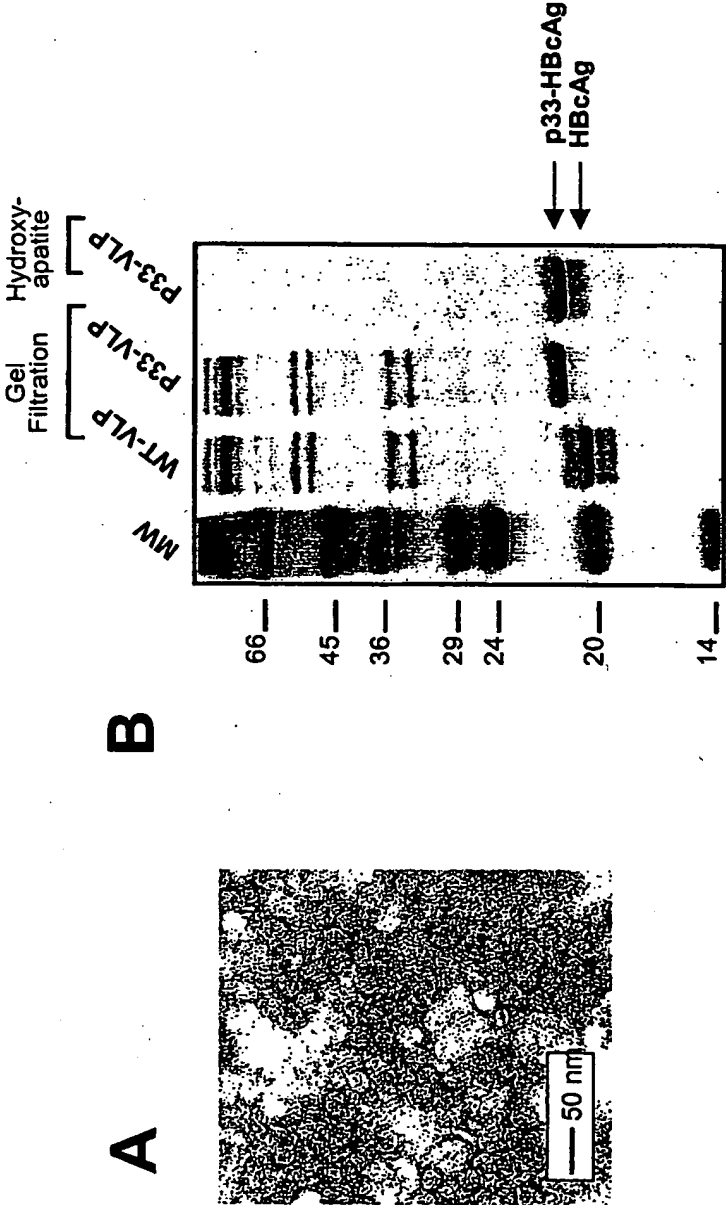 A
50 nm
B
Gel
Filtration
Hydroxy-
apatite
MW
WT-VLP
P33-VLP
P33-VLP
66
45
36
29
24
20
14
p33-HBcAg
HBcAg